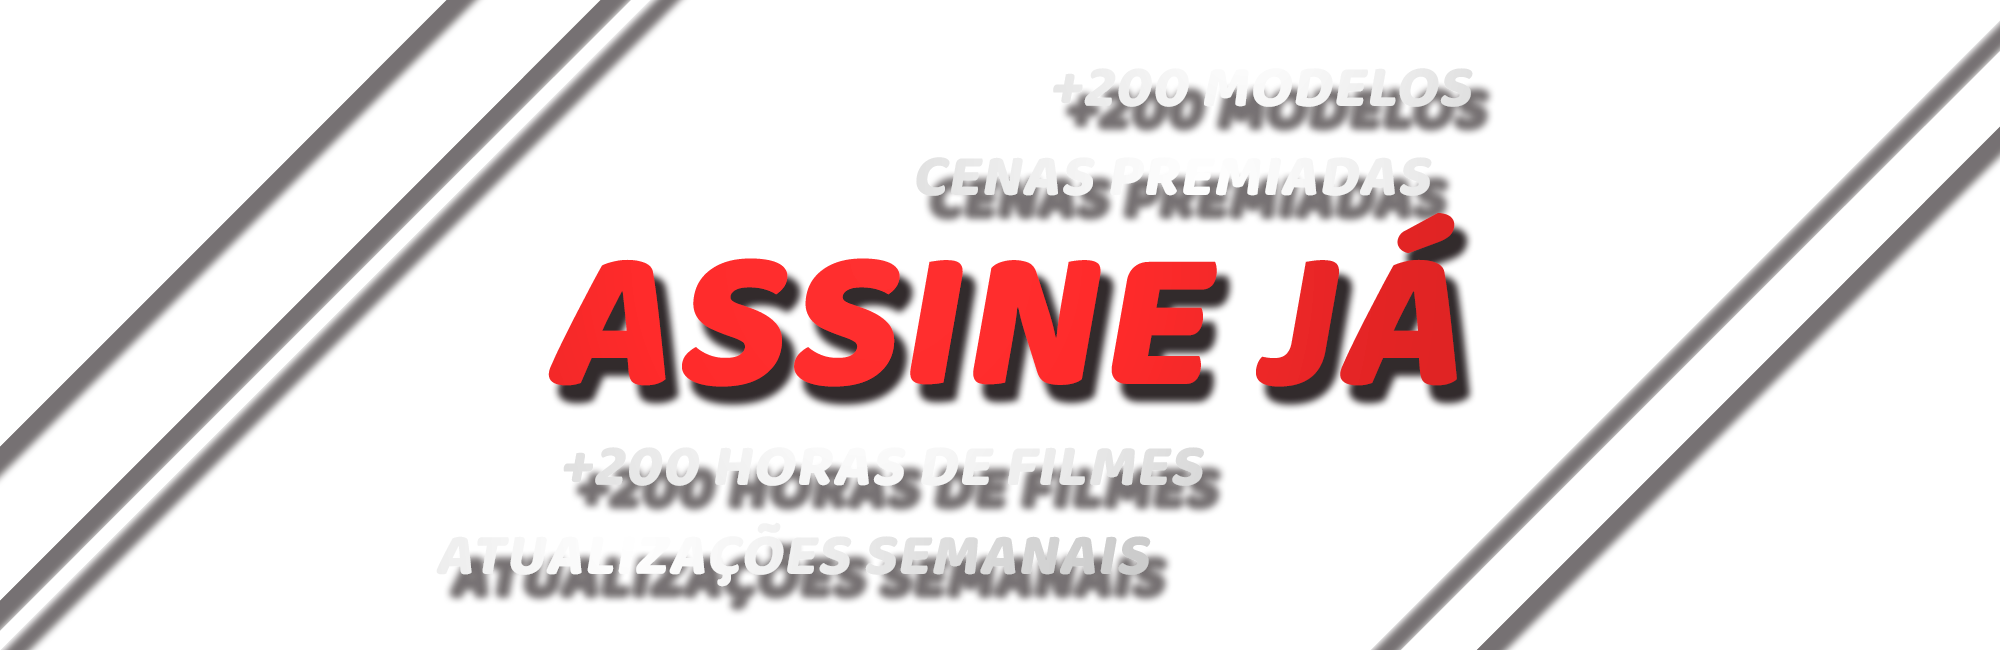 +200 MODELOS
CENAS PREMIADAS
ASSINE JÁ
+200 HORAS DE FILMES
ATUALIZAÇÕES SEMANAIS